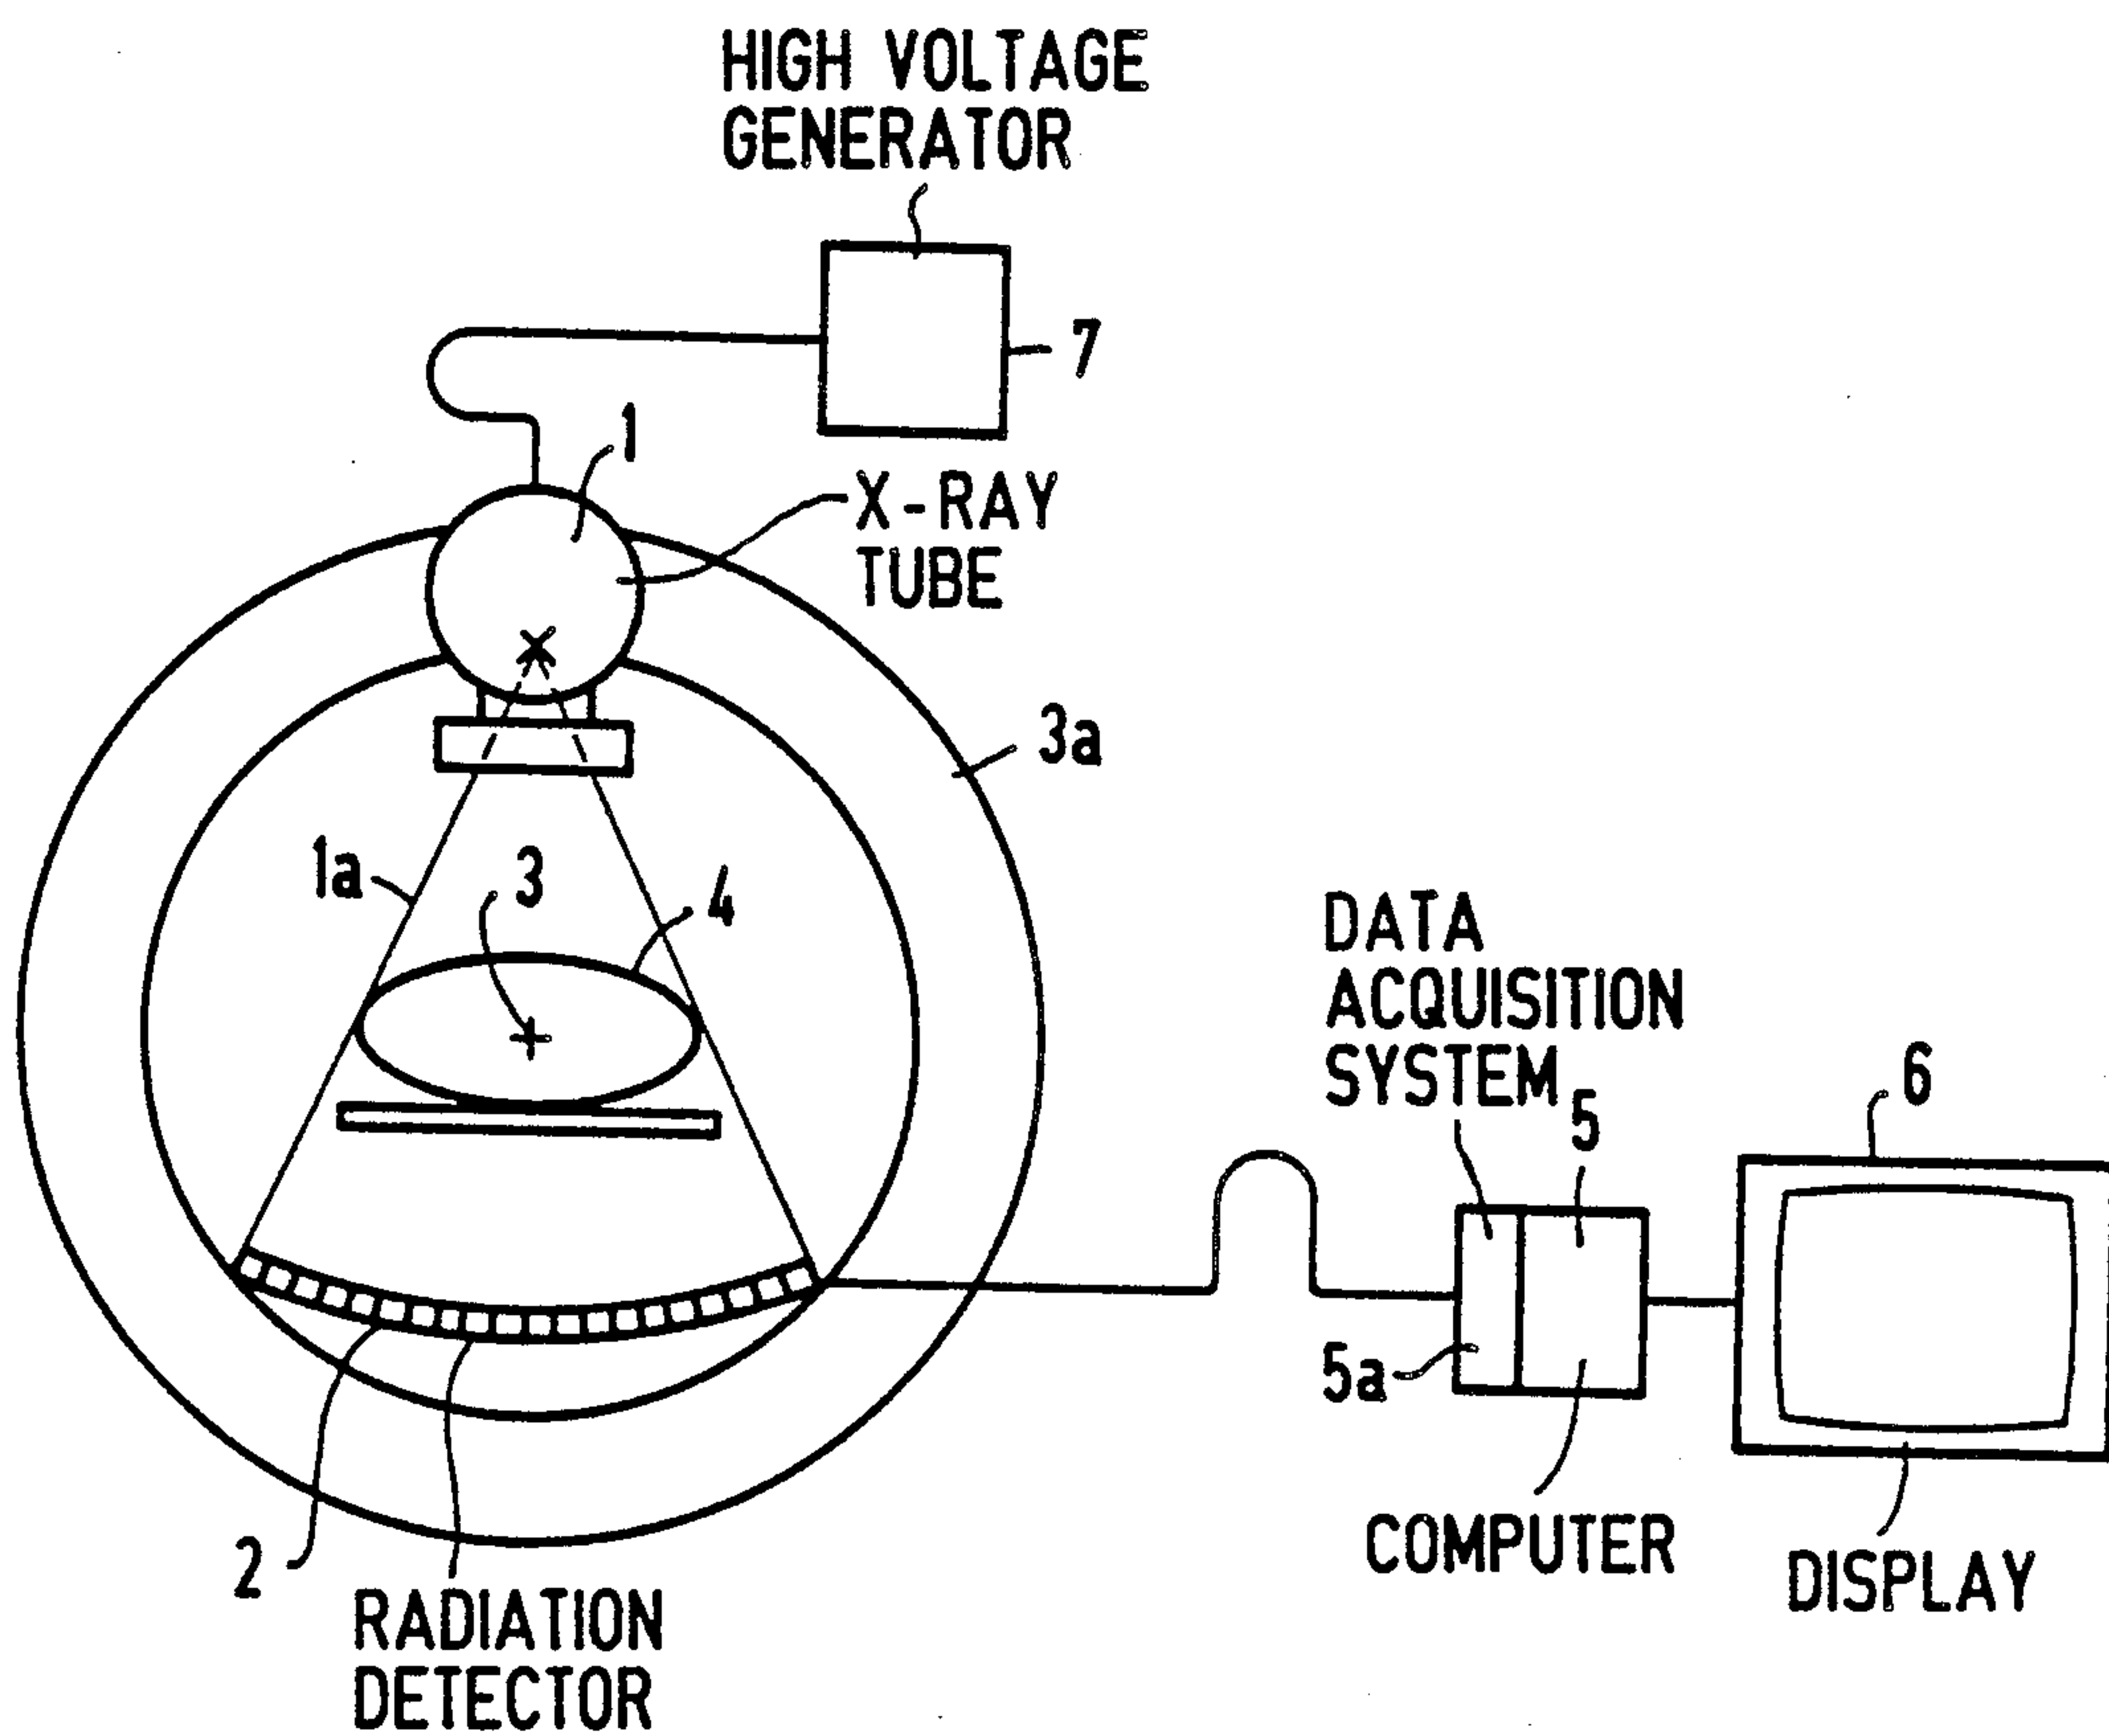 HIGH VOLTAGE
GENERATOR
7
1
X-RAY
TUBE
3a
1a
3
4
DATA
ACQUISITION
SYSTEM
5
6
5a
COMPUTER
DISPLAY
2
RADIATION
DETECTOR